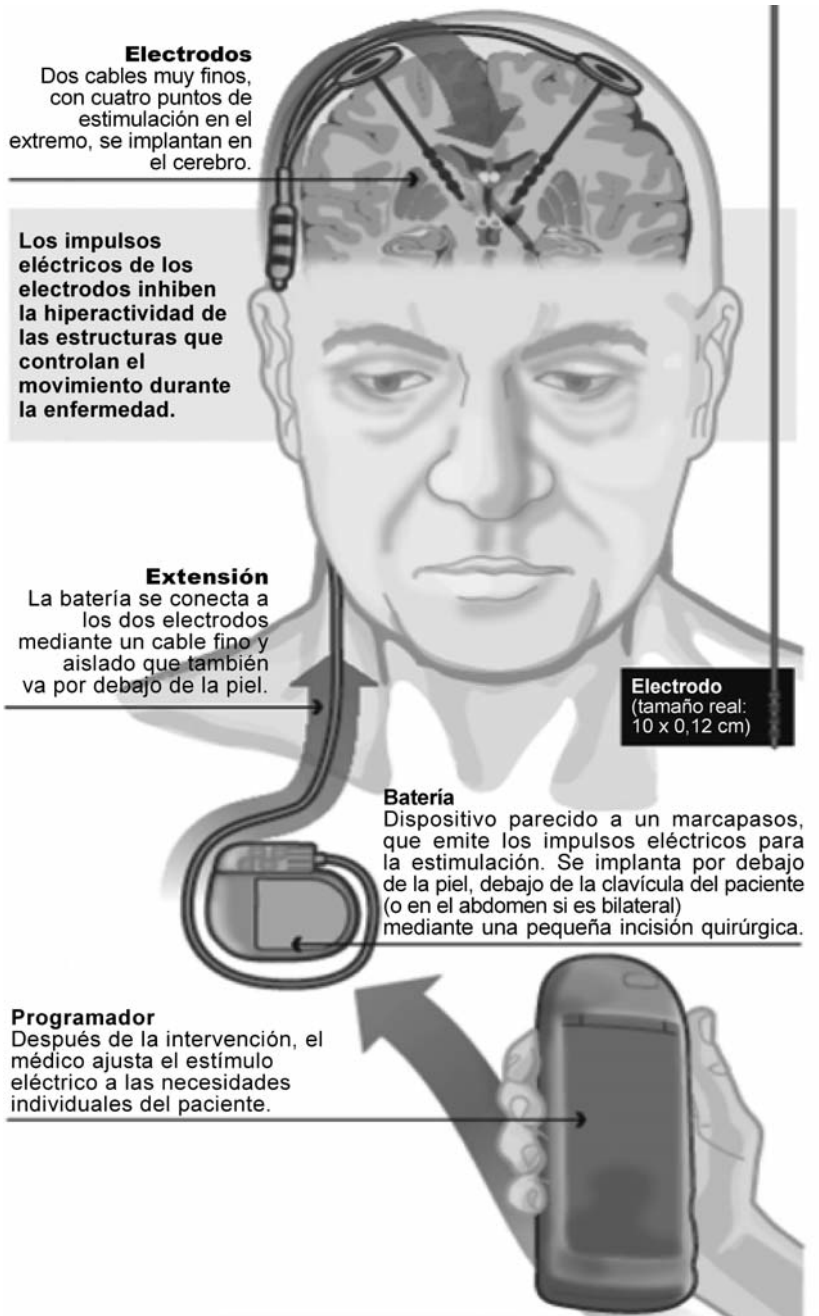 Electrodos
Dos cables muy finos,
con cuatro puntos de
estimulación en el
extremo, se implantan en
el cerebro.
Los impulsos
eléctricos de los
electrodos inhiben
la hiperactividad de
las estructuras que
controlan el
movimiento durante
la enfermedad.
Extensión
La batería se conecta a
los dos electrodos
mediante un cable fino y
aislado que también
va por debajo de la piel.
Electrodo
(tamaño real:
10 x 0,12 cm)
Batería
Dispositivo parecido a un marcapasos,
que emite los impulsos eléctricos para
la estimulación. Se implanta por debajo
de la piel, debajo de la clavícula del paciente
(o en el abdomen si es bilateral)
mediante una pequeña incisión quirúrgica.
Programador
Después de la intervención, el
médico ajusta el estímulo
eléctrico a las necesidades
individuales del paciente.